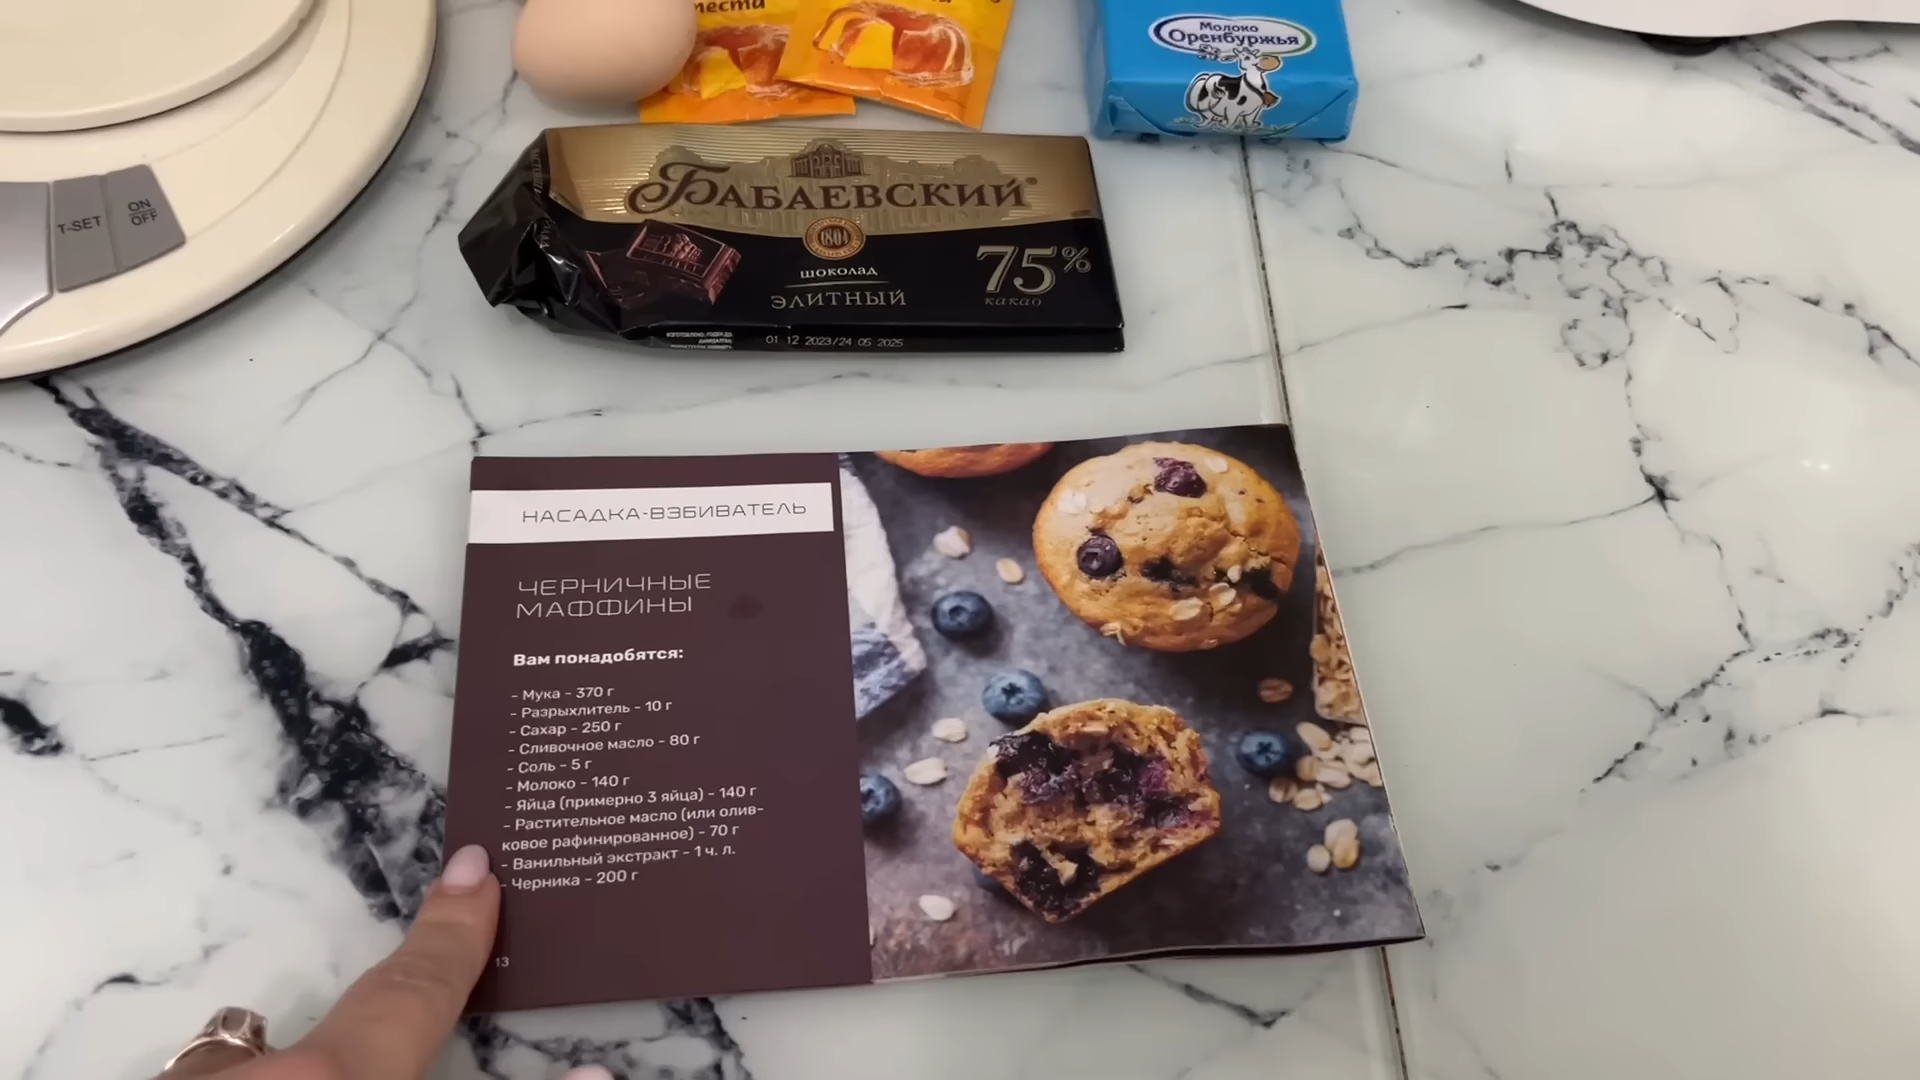 теста
Молоко
Оренбуржья
T-SET
ON
OFF
БАБАЕВСКИЙ®
1804
шоколад
ЭЛИТНЫЙ
75%
какао
01 12 2023/24 05 2025
НАСАДКА-ВЗБИВАТЕЛЬ
ЧЕРНИЧНЫЕ
МАФФИНЫ
Вам понадобятся:
- Мука - 370 г
- Разрыхлитель - 10 г
- Сахар - 250 г
- Сливочное масло - 80 г
- Соль - 5 г
- Молоко - 140 г
- Яйца (примерно 3 яйца) - 140 г
- Растительное масло (или олив-
ковое рафинированное) - 70 г
- Ванильный экстракт - 1 ч. л.
- Черника - 200 г
13